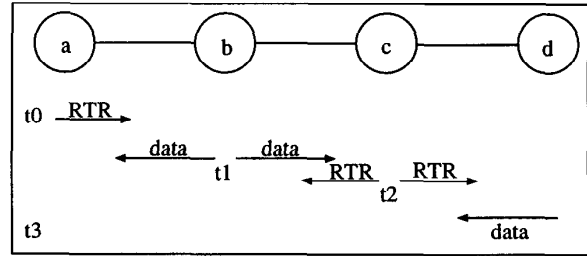 a b c d
t0 RTR
data t1 data
RTR t2 RTR
t3 data